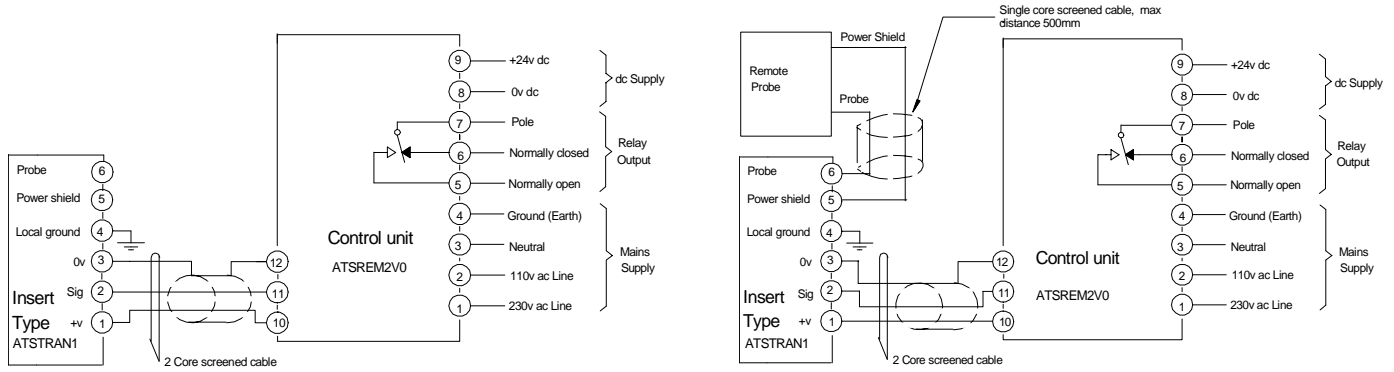 9 +24v dc
8 0v dc
dc Supply
7 Pole
6 Normally closed
5 Normally open
Relay
Output
4 Ground (Earth)
3 Neutral
2 110v ac Line
1 230v ac Line
Mains
Supply
Control unit
ATSREM2V0
12
11
10
Probe 6
Power shield 5
Local ground 4
0v 3
Sig 2
+v 1
Insert
Type
ATSTRAN1
2 Core screened cable
Single core screened cable, max
distance 500mm
Power Shield
Remote
Probe
Probe
9 +24v dc
8 0v dc
dc Supply
7 Pole
6 Normally closed
5 Normally open
Relay
Output
4 Ground (Earth)
3 Neutral
2 110v ac Line
1 230v ac Line
Mains
Supply
Control unit
ATSREM2V0
12
11
10
Probe 6
Power shield 5
Local ground 4
0v 3
Sig 2
+v 1
Insert
Type
ATSTRAN1
2 Core screened cable